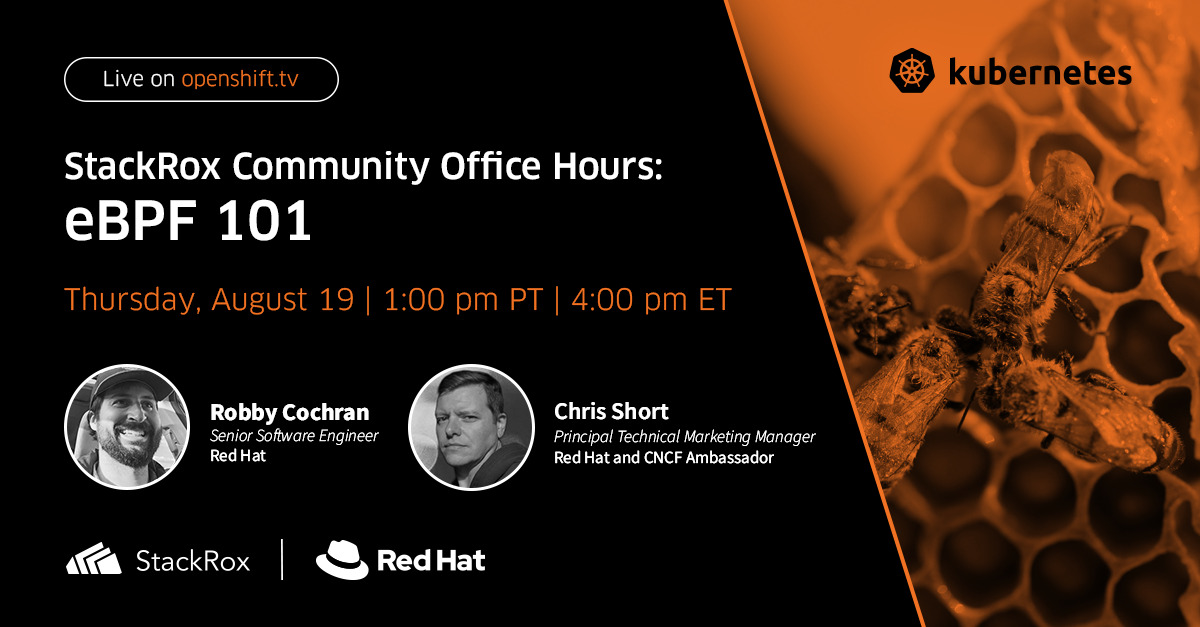 Live on openshift.tv
kubernetes
StackRox Community Office Hours:
eBPF 101
Thursday, August 19 | 1:00 pm PT | 4:00 pm ET
Robby Cochran
Senior Software Engineer
Red Hat
Chris Short
Principal Technical Marketing Manager
Red Hat and CNCF Ambassador
StackRox
Red Hat